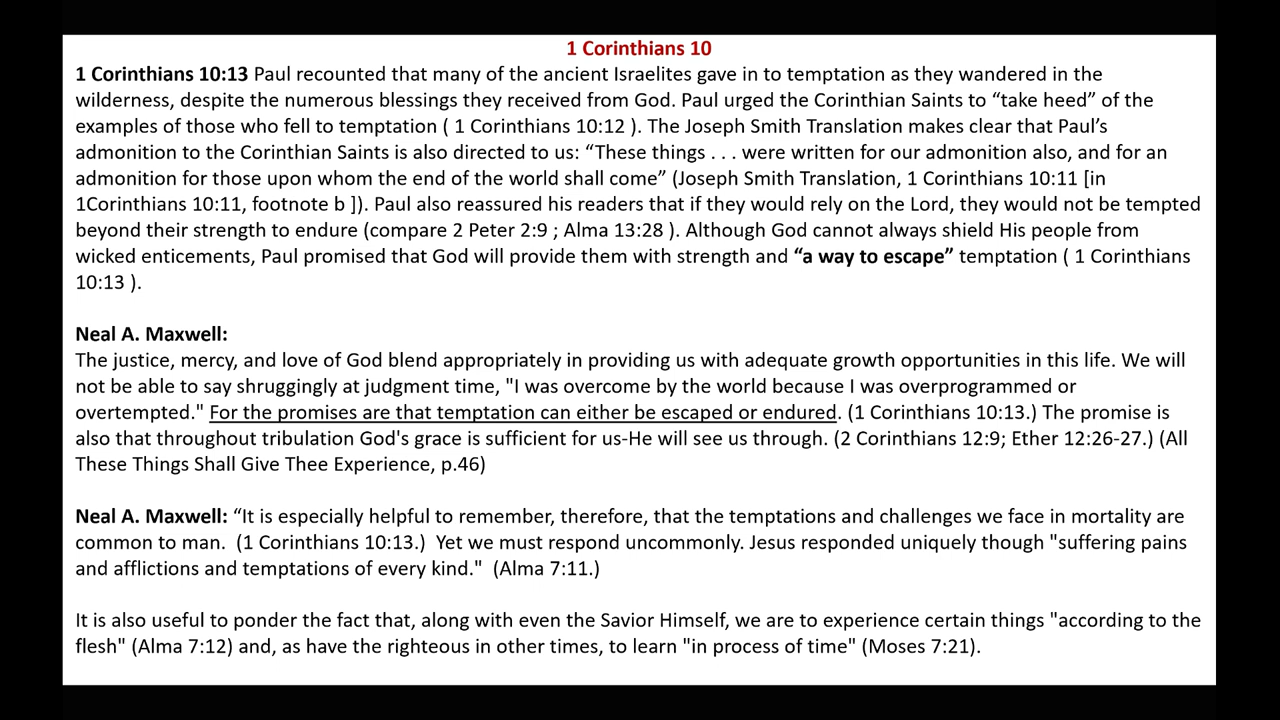 1 Corinthians 10
1 Corinthians 10:13 Paul recounted that many of the ancient Israelites gave in to temptation as they wandered in the
wilderness, despite the numerous blessings they received from God. Paul urged the Corinthian Saints to “take heed” of the
examples of those who fell to temptation ( 1 Corinthians 10:12 ). The Joseph Smith Translation makes clear that Paul’s
admonition to the Corinthian Saints is also directed to us: “These things . . . were written for our admonition also, and for an
admonition for those upon whom the end of the world shall come” (Joseph Smith Translation, 1 Corinthians 10:11 [in
1Corinthians 10:11, footnote b ]). Paul also reassured his readers that if they would rely on the Lord, they would not be tempted
beyond their strength to endure (compare 2 Peter 2:9 ; Alma 13:28 ). Although God cannot always shield His people from
wicked enticements, Paul promised that God will provide them with strength and “a way to escape” temptation ( 1 Corinthians
10:13 ).
Neal A. Maxwell:
The justice, mercy, and love of God blend appropriately in providing us with adequate growth opportunities in this life. We will
not be able to say shruggingly at judgment time, "I was overcome by the world because I was overprogrammed or
overtempted." For the promises are that temptation can either be escaped or endured. (1 Corinthians 10:13.) The promise is
also that throughout tribulation God's grace is sufficient for us-He will see us through. (2 Corinthians 12:9; Ether 12:26-27.) (All
These Things Shall Give Thee Experience, p.46)
Neal A. Maxwell: “It is especially helpful to remember, therefore, that the temptations and challenges we face in mortality are
common to man.  (1 Corinthians 10:13.)  Yet we must respond uncommonly. Jesus responded uniquely though "suffering pains
and afflictions and temptations of every kind."  (Alma 7:11.)
It is also useful to ponder the fact that, along with even the Savior Himself, we are to experience certain things "according to the
flesh" (Alma 7:12) and, as have the righteous in other times, to learn "in process of time" (Moses 7:21).